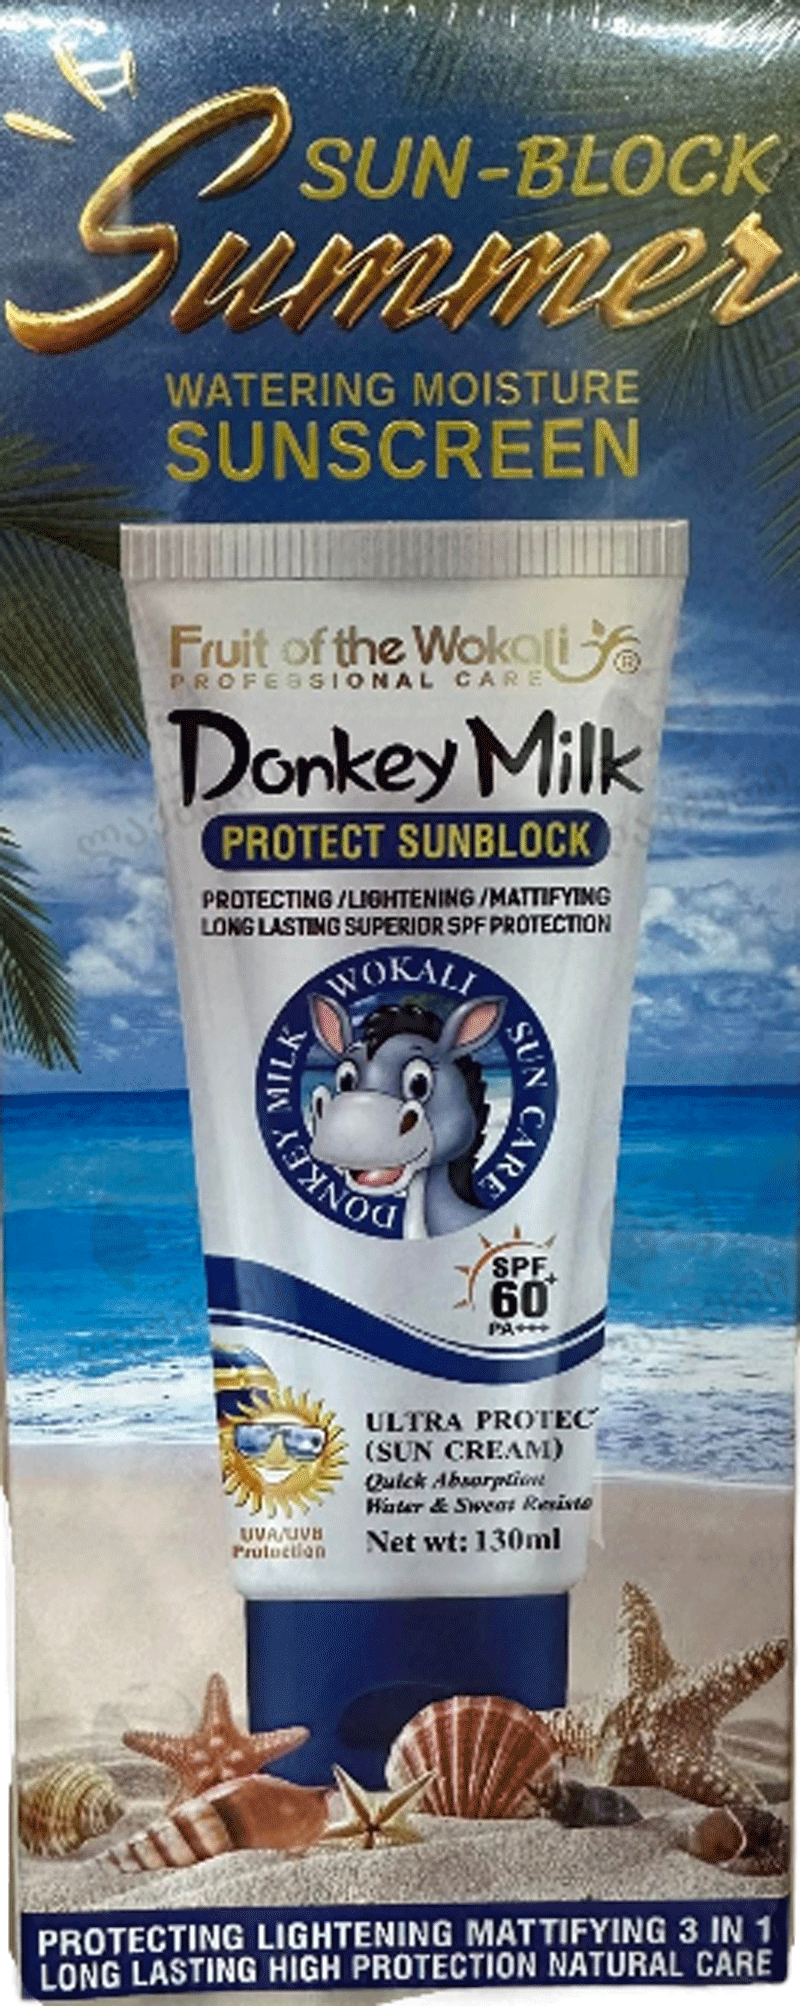 SUN-BLOCK
Summer
WATERING MOISTURE
SUNSCREEN
Fruit of the Wokali ®
PROFESSIONAL CARE
Donkey Milk
PROTECT SUNBLOCK
PROTECTING /LIGHTENING /MATTIFYING
LONG LASTING SUPERIOR SPF PROTECTION
WOKALI
SUN CARE
DONKEY MILK
SPF
60+
PA+++
ULTRA PROTEC
(SUN CREAM)
Quick Absorption
Water & Sweat Resista
Net wt: 130ml
UVA/UVB
Protection
PROTECTING LIGHTENING MATTIFYING 3 IN 1
LONG LASTING HIGH PROTECTION NATURAL CARE